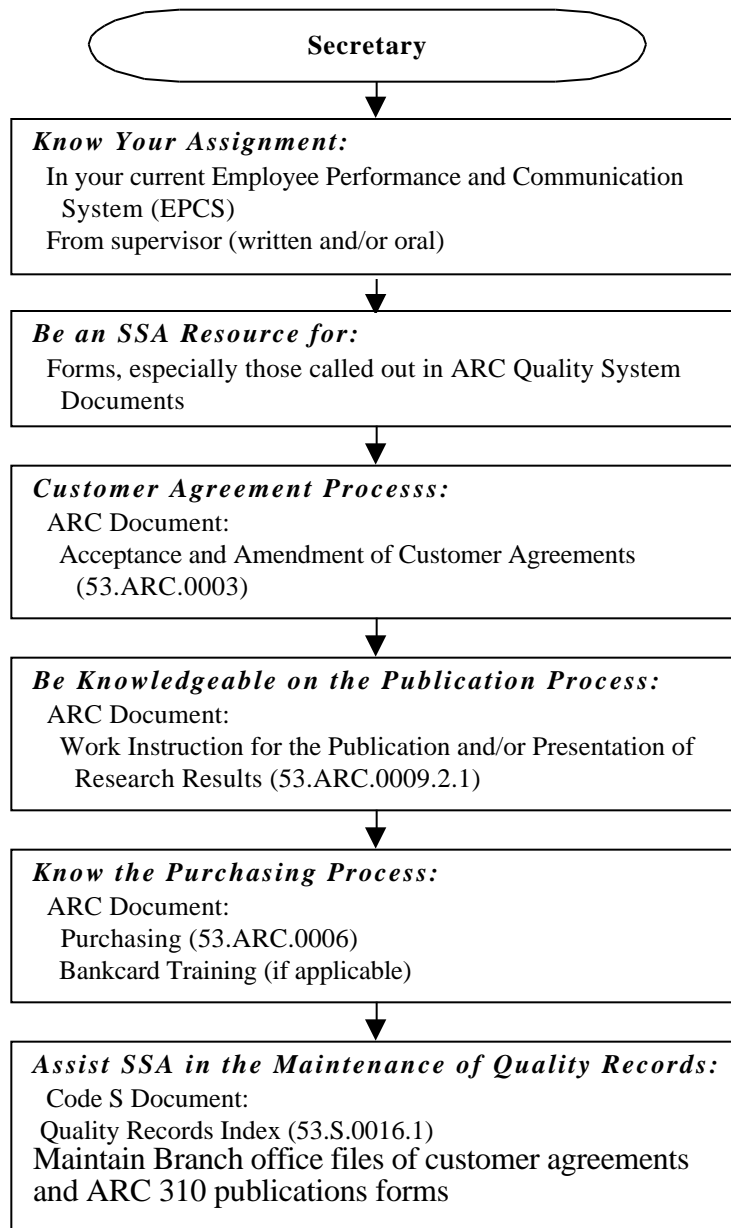 Secretary
Know Your Assignment:
In your current Employee Performance and Communication
System (EPCS)
From supervisor (written and/or oral)
Be an SSA Resource for:
Forms, especially those called out in ARC Quality System
Documents
Customer Agreement Processs:
ARC Document:
Acceptance and Amendment of Customer Agreements
(53.ARC.0003)
Be Knowledgeable on the Publication Process:
ARC Document:
Work Instruction for the Publication and/or Presentation of
Research Results (53.ARC.0009.2.1)
Know the Purchasing Process:
ARC Document:
Purchasing (53.ARC.0006)
Bankcard Training (if applicable)
Assist SSA in the Maintenance of Quality Records:
Code S Document:
Quality Records Index (53.S.0016.1)
Maintain Branch office files of customer agreements
and ARC 310 publications forms